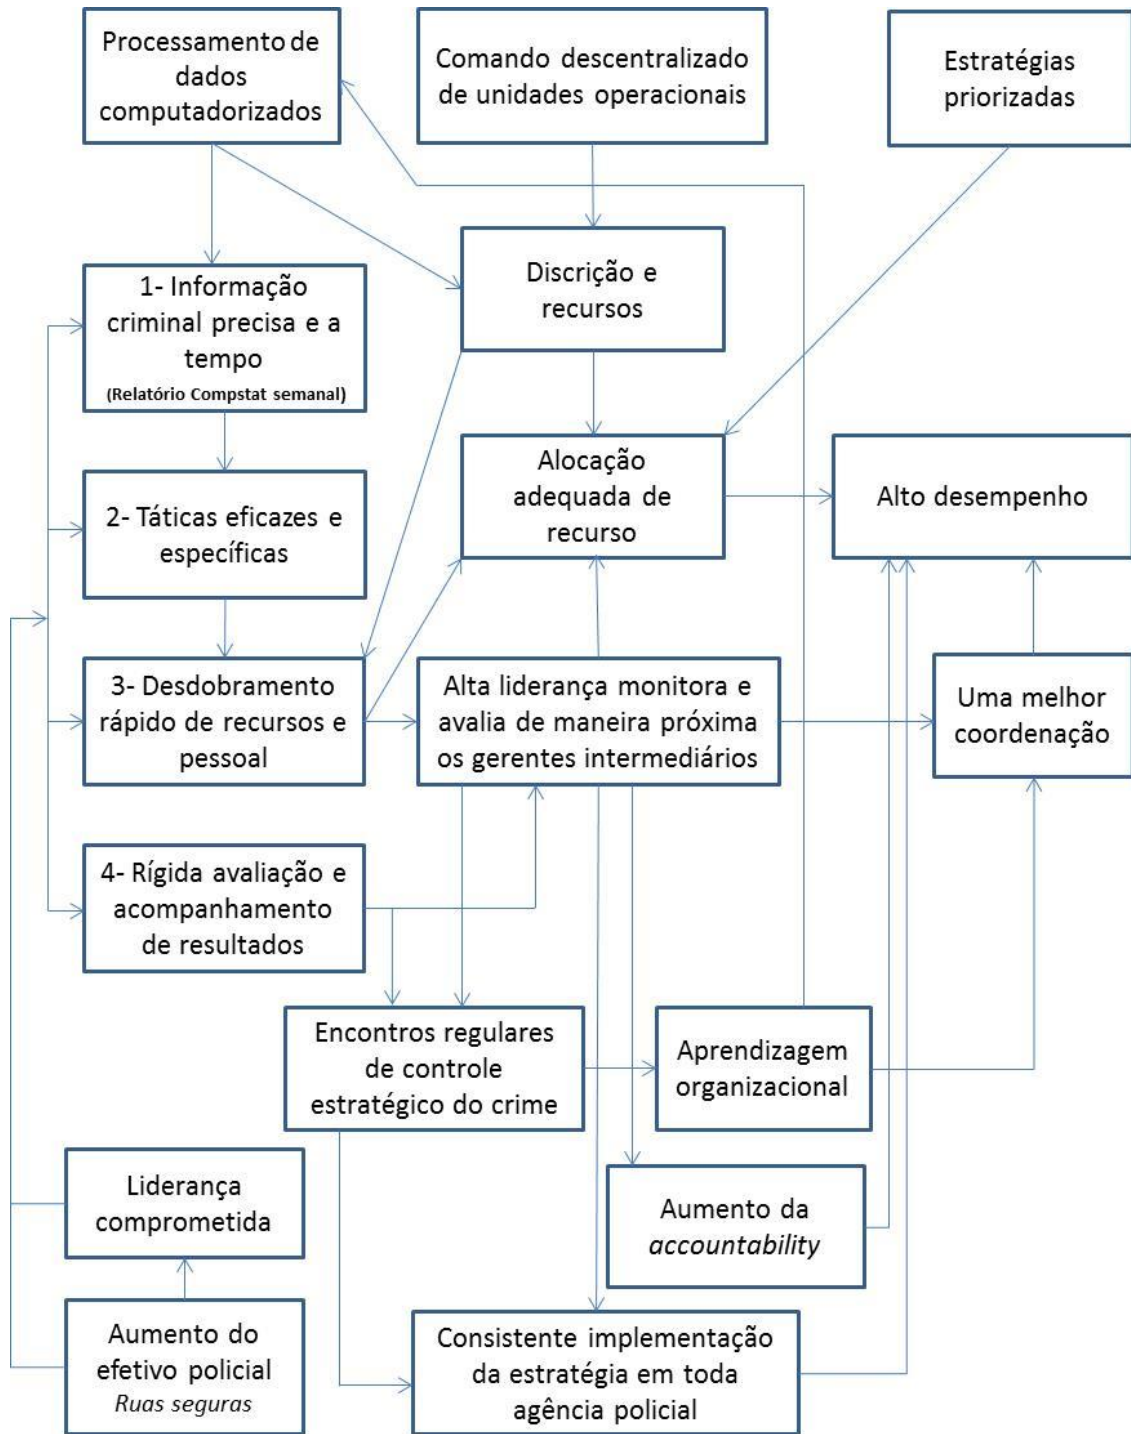 Processamento de
dados
computadorizados
Comando descentralizado
de unidades operacionais
Estratégias
priorizadas
1- Informação
criminal precisa e a
tempo
(Relatório Compstat semanal)
Discrição e
recursos
2- Táticas eficazes e
específicas
Alocação
adequada de
recurso
Alto desempenho
3- Desdobramento
rápido de recursos e
pessoal
Alta liderança monitora e
avalia de maneira próxima
os gerentes intermediários
Uma melhor
coordenação
4- Rígida avaliação e
acompanhamento
de resultados
Encontros regulares
de controle
estratégico do crime
Aprendizagem
organizacional
Liderança
comprometida
Aumento da
accountability
Aumento do
efetivo policial
Ruas seguras
Consistente implementação
da estratégia em toda
agência policial